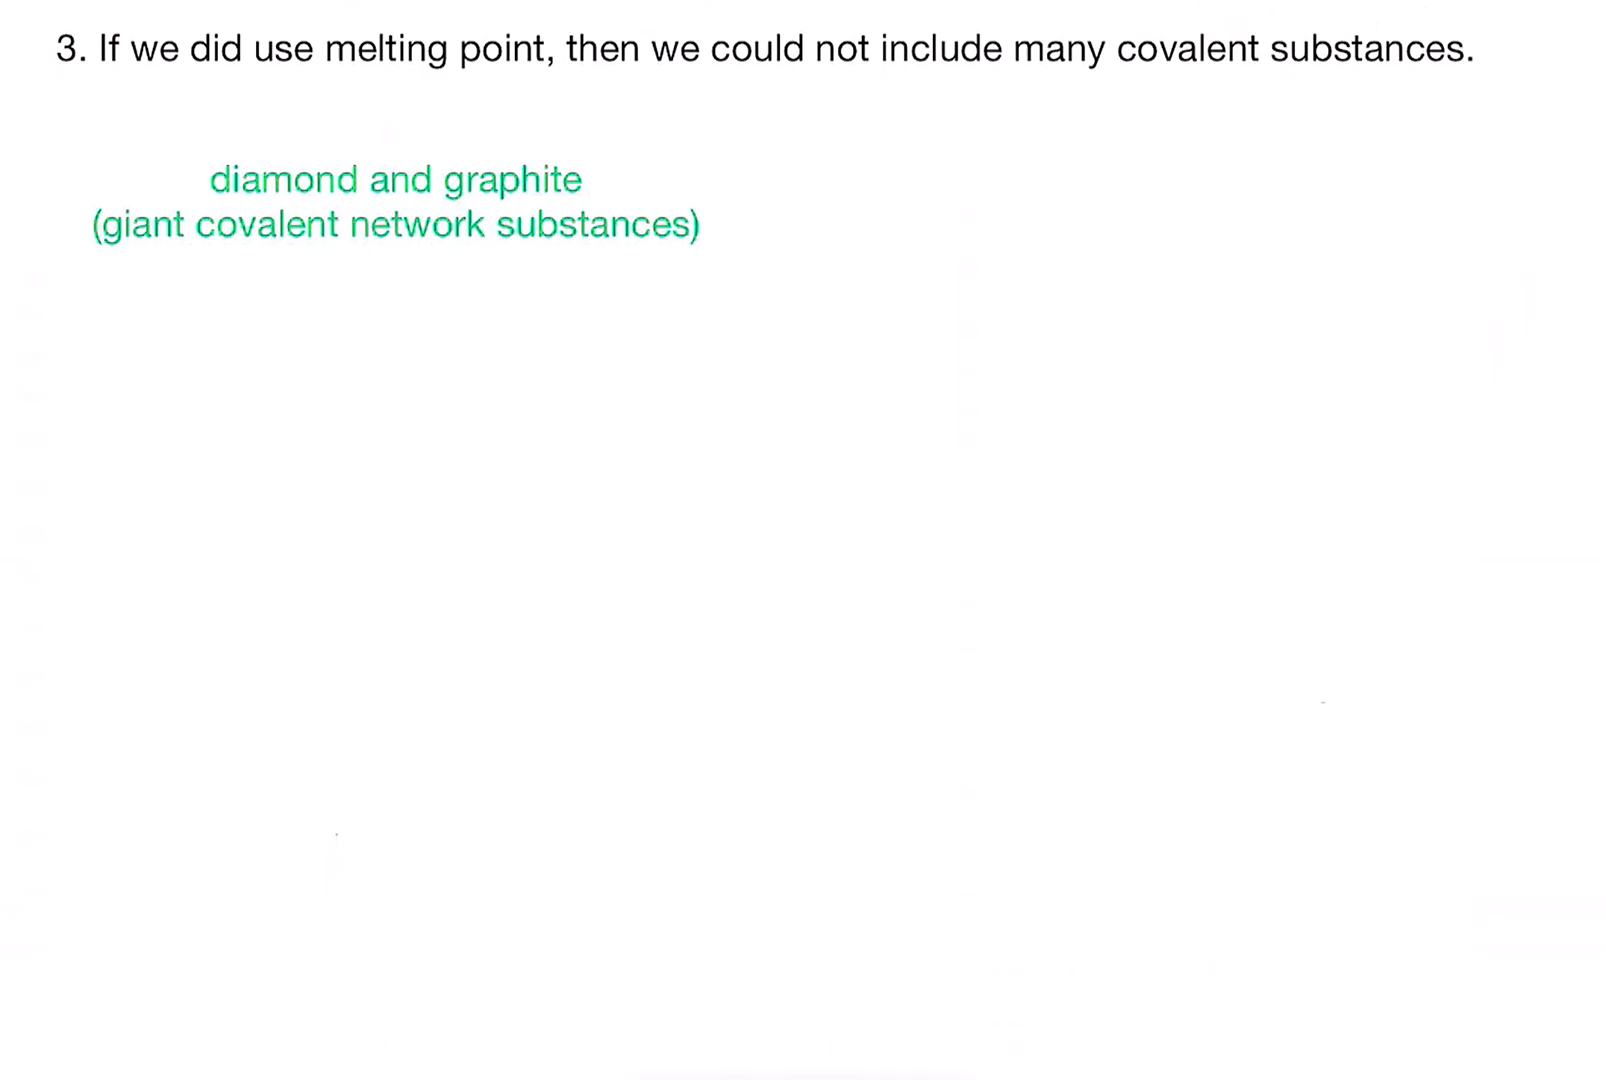 3. If we did use melting point, then we could not include many covalent substances.
diamond and graphite
(giant covalent network substances)